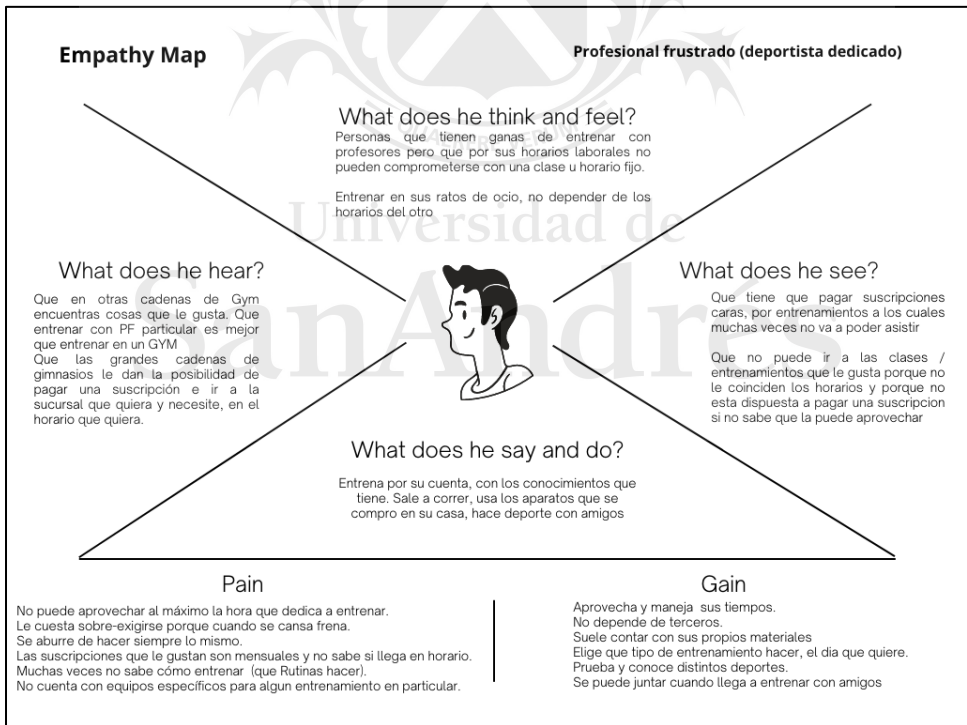 Empathy Map
Profesional frustrado (deportista dedicado)
What does he think and feel?
QUAERERE VERUM
Personas que tienen ganas de entrenar con
profesores pero que por sus horarios laborales no
pueden comprometerse con una clase u horario fijo.
Entrenar en sus ratos de ocio, no depender de los
horarios del otro
Universidad de
SanAndrés
What does he hear?
Que en otras cadenas de Gym
encuentras cosas que le gusta. Que
entrenar con PF particular es mejor
que entrenar en un GYM
Que las grandes cadenas de
gimnasios le dan la posibilidad de
pagar una suscripción e ir a la
sucursal que quiera y necesite, en el
horario que quiera.
What does he see?
Que tiene que pagar suscripciones
caras, por entrenamientos a los cuales
muchas veces no va a poder asistir
Que no puede ir a las clases /
entrenamientos que le gusta porque no
le coinciden los horarios y porque no
esta dispuesta a pagar una suscripcion
si no sabe que la puede aprovechar
What does he say and do?
Entrena por su cuenta, con los conocimientos que
tiene. Sale a correr, usa los aparatos que se
compro en su casa, hace deporte con amigos
Pain
No puede aprovechar al máximo la hora que dedica a entrenar.
Le cuesta sobre-exigirse porque cuando se cansa frena.
Se aburre de hacer siempre lo mismo.
Las suscripciones que le gustan son mensuales y no sabe si llega en horario.
Muchas veces no sabe cómo entrenar (que Rutinas hacer).
No cuenta con equipos específicos para algun entrenamiento en particular.
Gain
Aprovecha y maneja sus tiempos.
No depende de terceros.
Suele contar con sus propios materiales
Elige que tipo de entrenamiento hacer, el dia que quiere.
Prueba y conoce distintos deportes.
Se puede juntar cuando llega a entrenar con amigos